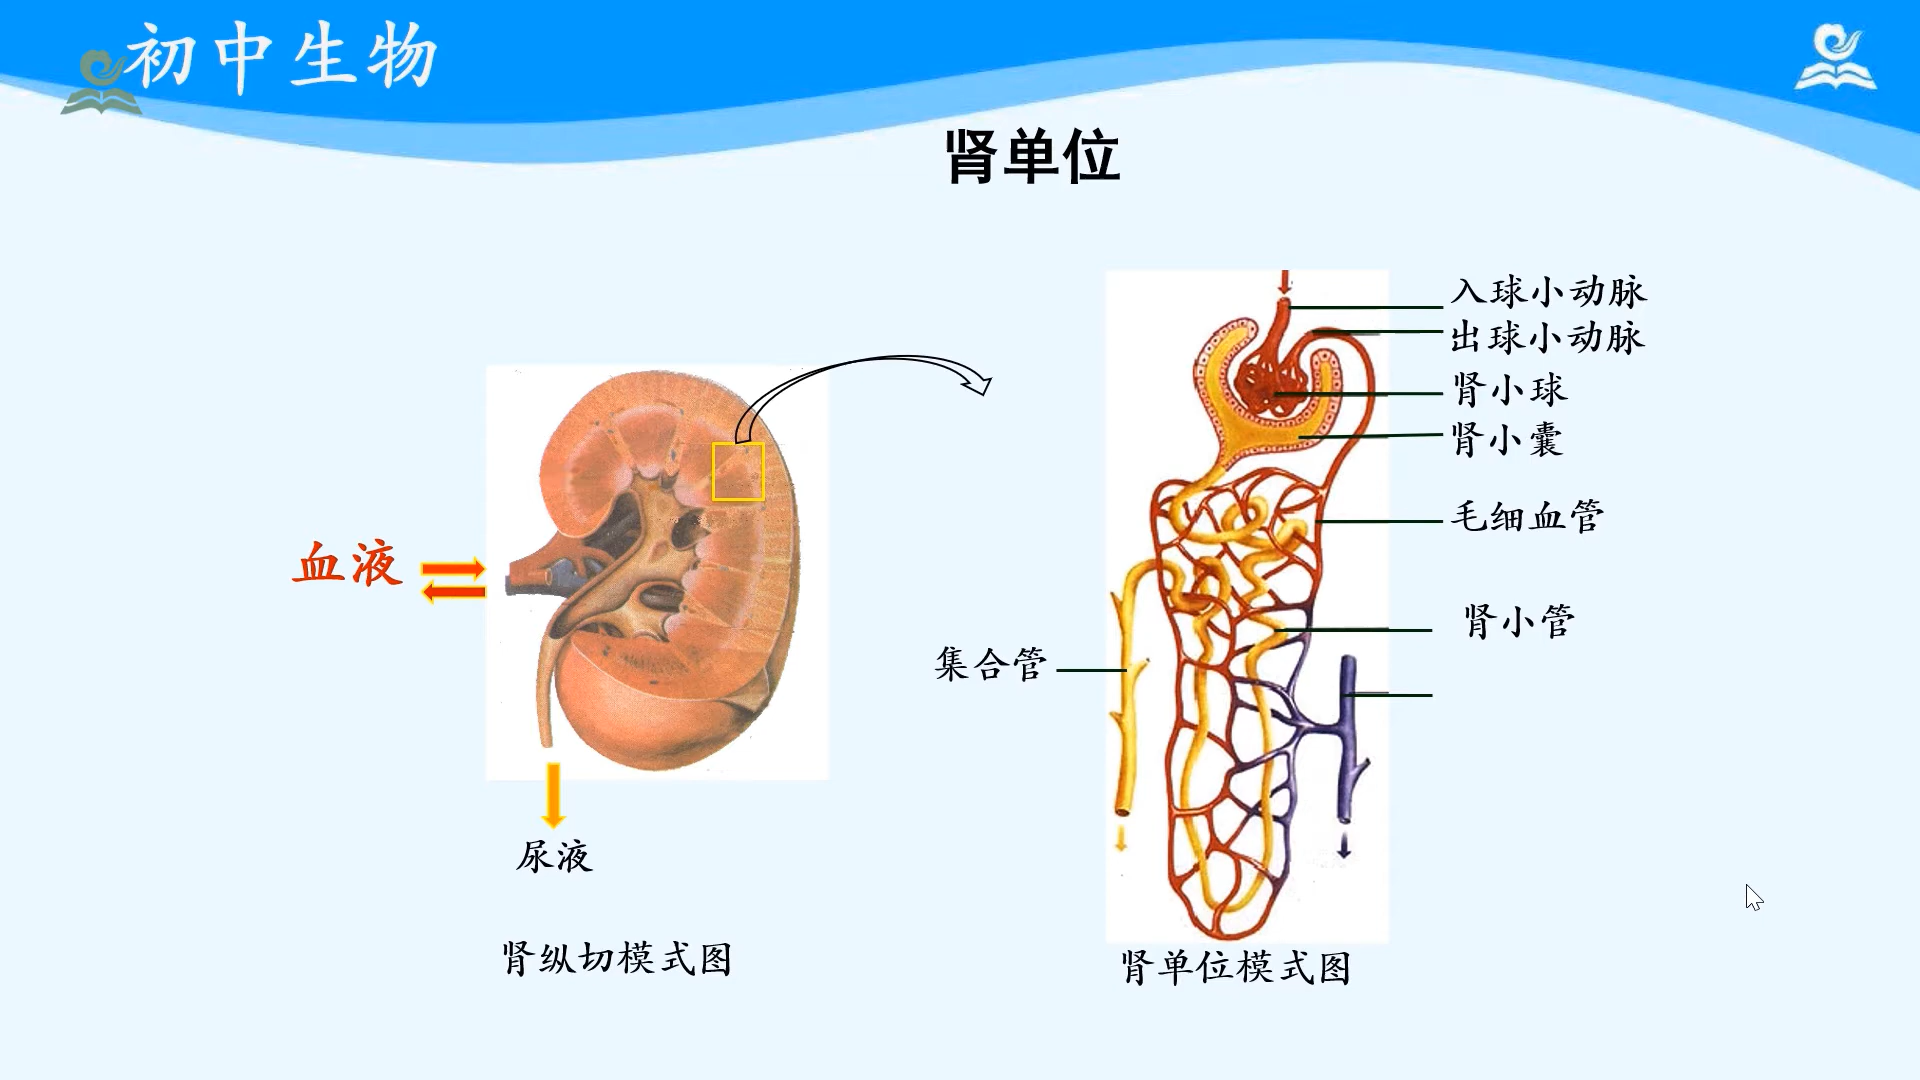 初中生物
肾单位
入球小动脉
出球小动脉
肾小球
肾小囊
毛细血管
血液
肾小管
集合管
尿液
肾纵切模式图
肾单位模式图